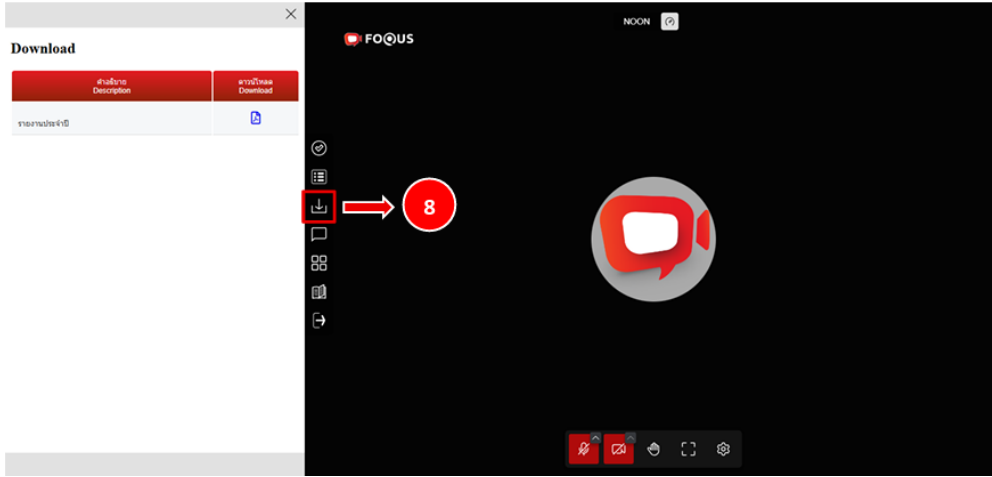 Download
คำอธิบาย
Description
ดาวน์โหลด
Download
รายงานประจำปี
FOQUS
NOON
8